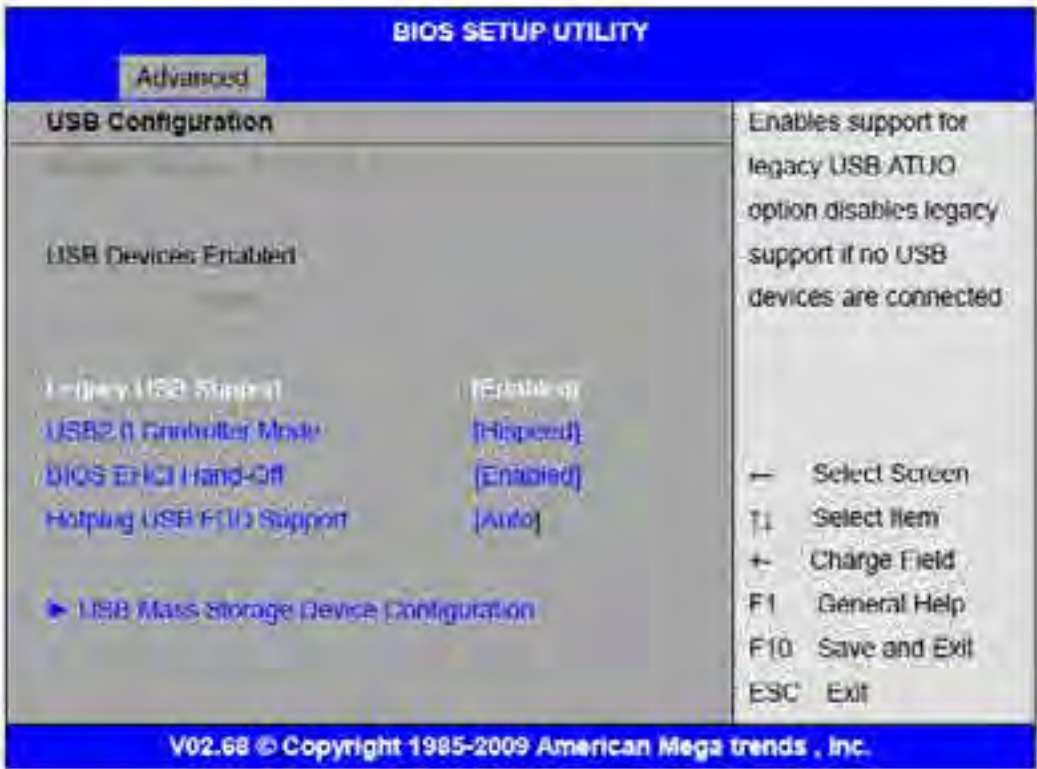 BIOS SETUP UTILITY
Advanced
USB Configuration
USB Devices Enabled
Legacy USB Support [Enabled]
USB2.0 Controller Mode [Hispeed]
BIOS EHCI Hand-Off [Enabled]
Hotplug USB FDD Support [Auto]
► USB Mass Storage Device Configuration
Enables support for
legacy USB ATUO
option disables legacy
support if no USB
devices are connected
← Select Screen
↑↓ Select Item
+- Charge Field
F1 General Help
F10 Save and Exit
ESC Exit
V02.68 © Copyright 1985-2009 American Mega trends , Inc.